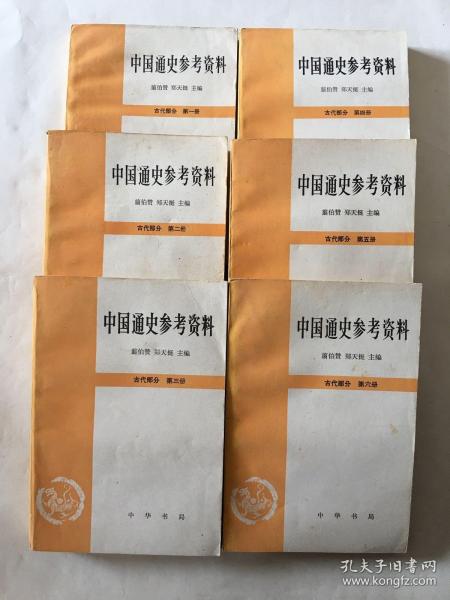 中国通史参考资料
翦伯赞 郑天挺 主编
古代部分 第一册
中国通史参考资料
翦伯赞 郑天挺 主编
古代部分 第四册
中国通史参考资料
翦伯赞 郑天挺 主编
古代部分 第二册
中国通史参考资料
翦伯赞 郑天挺 主编
古代部分 第五册
中国通史参考资料
翦伯赞 郑天挺 主编
古代部分 第三册
中华书局
中国通史参考资料
翦伯赞 郑天挺 主编
古代部分 第六册
中华书局
孔夫子旧书网
www.kongfz.com